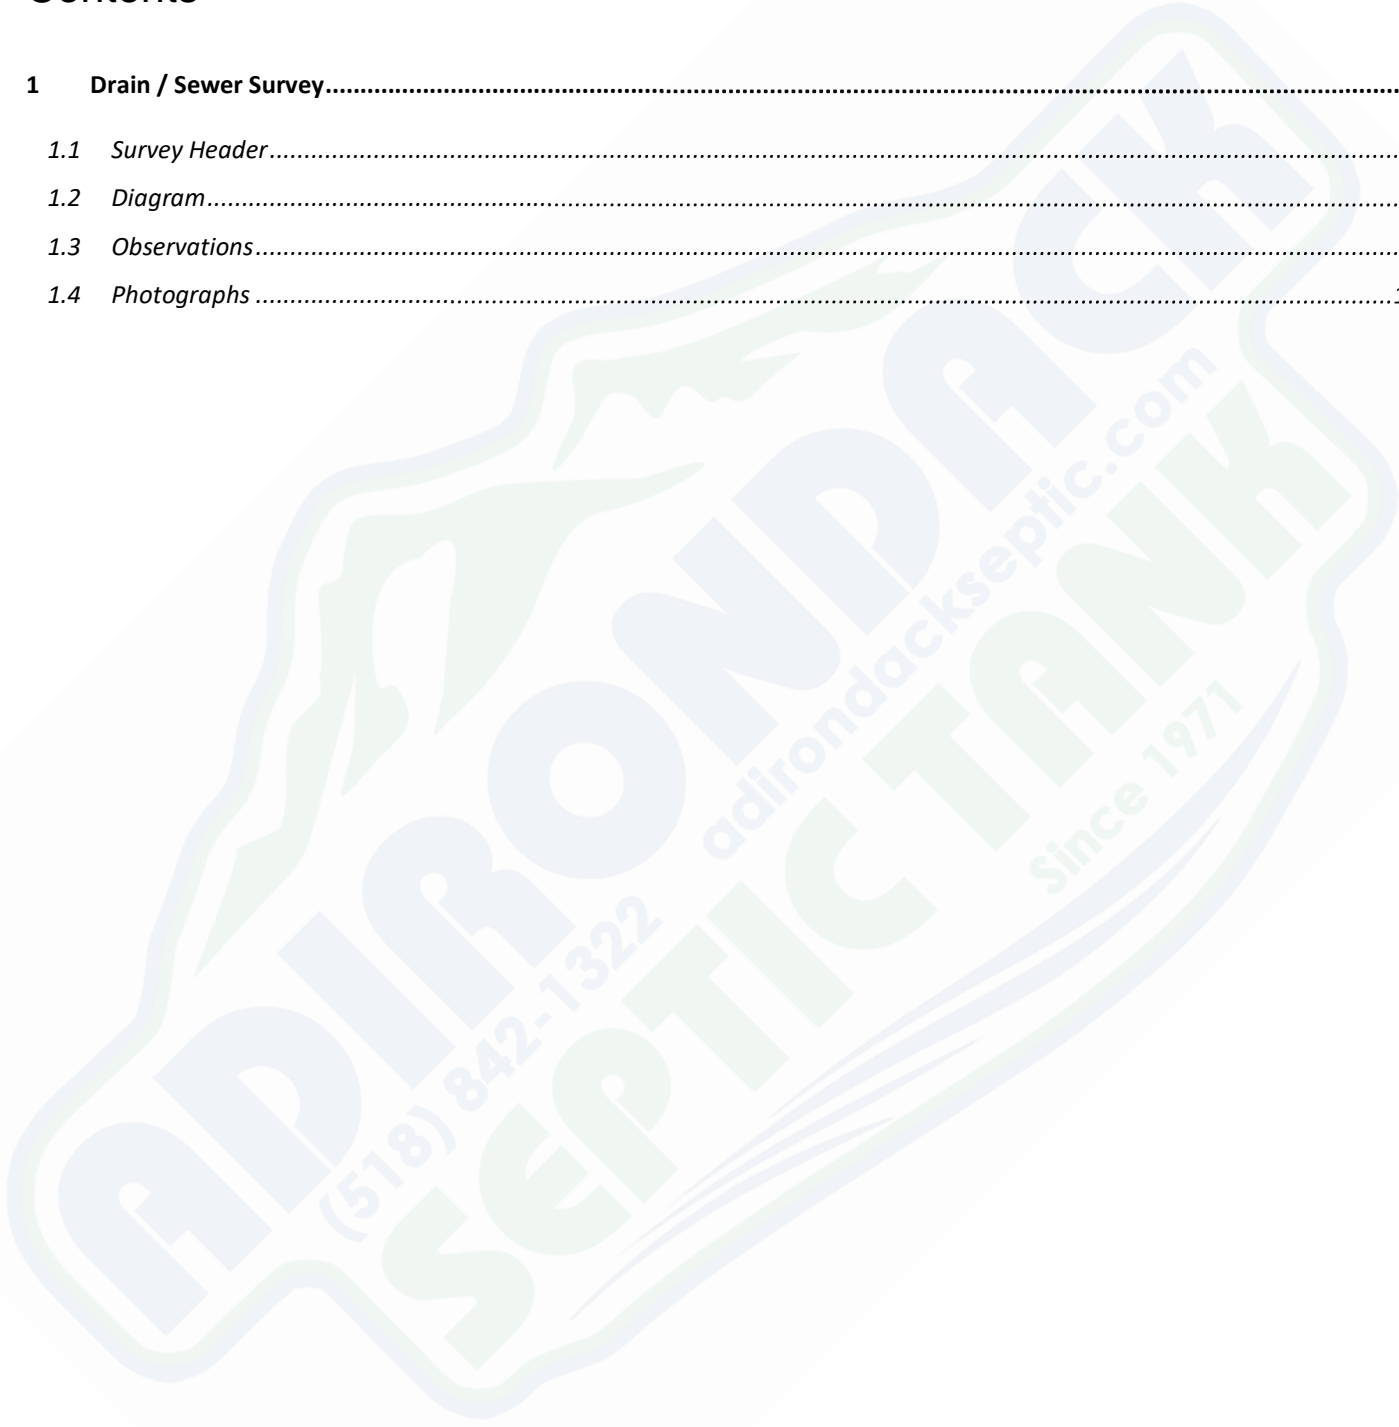 Contents
1 Drain / Sewer Survey
1.1 Survey Header
1.2 Diagram
1.3 Observations
1.4 Photographs
ADIRONDACK
adirondackseptic.com
(518) 842-1322
SEPTIC TANK
Since 1971